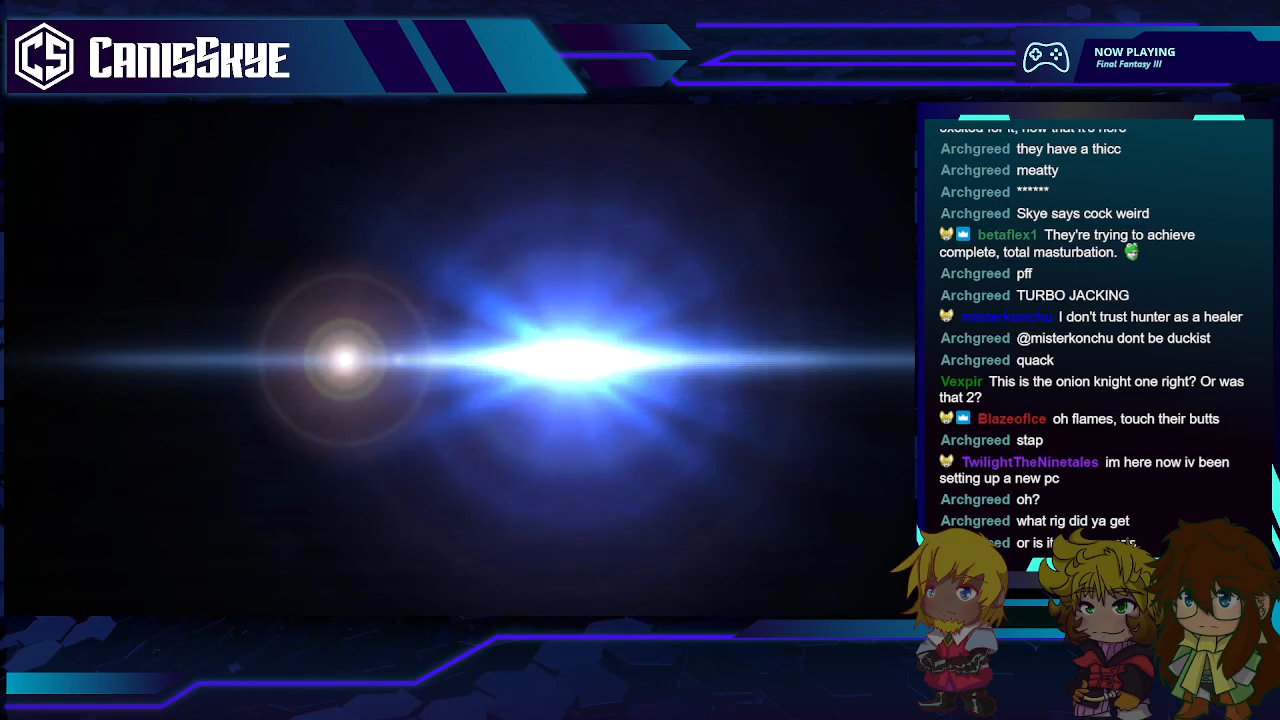 CS CANISSKYE
NOW PLAYING
Final Fantasy III
Archgreed they have a thicc
Archgreed meatty
Archgreed ******
Archgreed Skye says cock weird
betaflex1 They're trying to achieve
complete, total masturbation.
Archgreed pff
Archgreed TURBO JACKING
misterkonchu I don't trust hunter as a healer
Archgreed @misterkonchu dont be duckist
Archgreed quack
Vexpir This is the onion knight one right? Or was
that 2?
BlazeofIce oh flames, touch their butts
Archgreed stap
TwilightTheNinetales im here now iv been
setting up a new pc
Archgreed oh?
Archgreed what rig did ya get
or is it